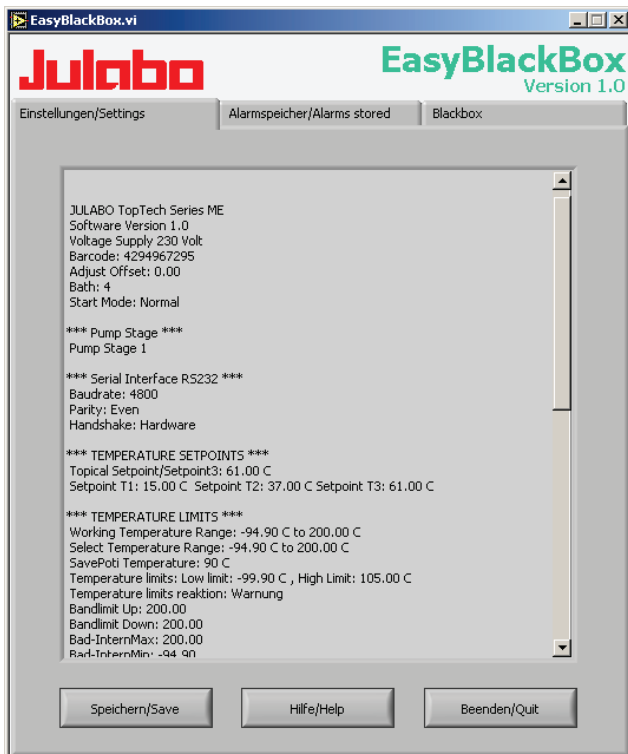 EasyBlackBox.vi
Julabo
EasyBlackBox
Version 1.0
Einstellungen/Settings
Alarmspeicher/Alarms stored
Blackbox
JULABO TopTech Series ME
Software Version 1.0
Voltage Supply 230 Volt
Barcode: 4294967295
Adjust Offset: 0.00
Bath: 4
Start Mode: Normal
*** Pump Stage ***
Pump Stage 1
*** Serial Interface RS232 ***
Baudrate: 4800
Parity: Even
Handshake: Hardware
*** TEMPERATURE SETPOINTS ***
Topical Setpoint/Setpoint3: 61.00 C
Setpoint T1: 15.00 C Setpoint T2: 37.00 C Setpoint T3: 61.00 C
*** TEMPERATURE LIMITS ***
Working Temperature Range: -94.90 C to 200.00 C
Select Temperature Range: -94.90 C to 200.00 C
SavePoti Temperature: 90 C
Temperature limits: Low limit: -99.90 C , High Limit: 105.00 C
Temperature limits reaktion: Warnung
Bandlimit Up: 200.00
Bandlimit Down: 200.00
Bad-InternMax: 200.00
Bad-InternMin: -94.90
Speichern/Save
Hilfe/Help
Beenden/Quit